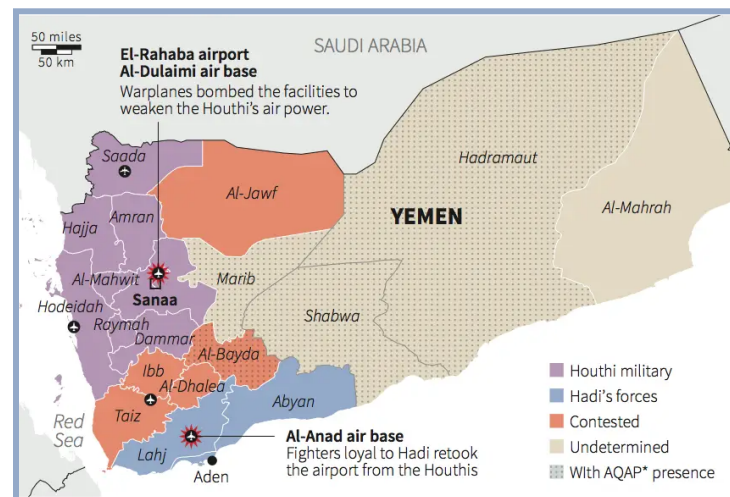 50 miles
50 km
El-Rahaba airport
Al-Dulaimi air base
Warplanes bombed the facilities to
weaken the Houthi's air power.
SAUDI ARABIA
Saada
Hadramaut
Al-Jawf
YEMEN
Al-Mahrah
Amran
Hajja
Al-Mahwit
Sanaa
Marib
Hodeidah
Raymah
Dammar
Shabwa
Al-Bayda
Ibb
Al-Dhalea
Abyan
Taiz
Lahj
Red
Sea
Aden
Al-Anad air base
Fighters loyal to Hadi retook
the airport from the Houthis
Houthi military
Hadi's forces
Contested
Undetermined
WIth AQAP* presence